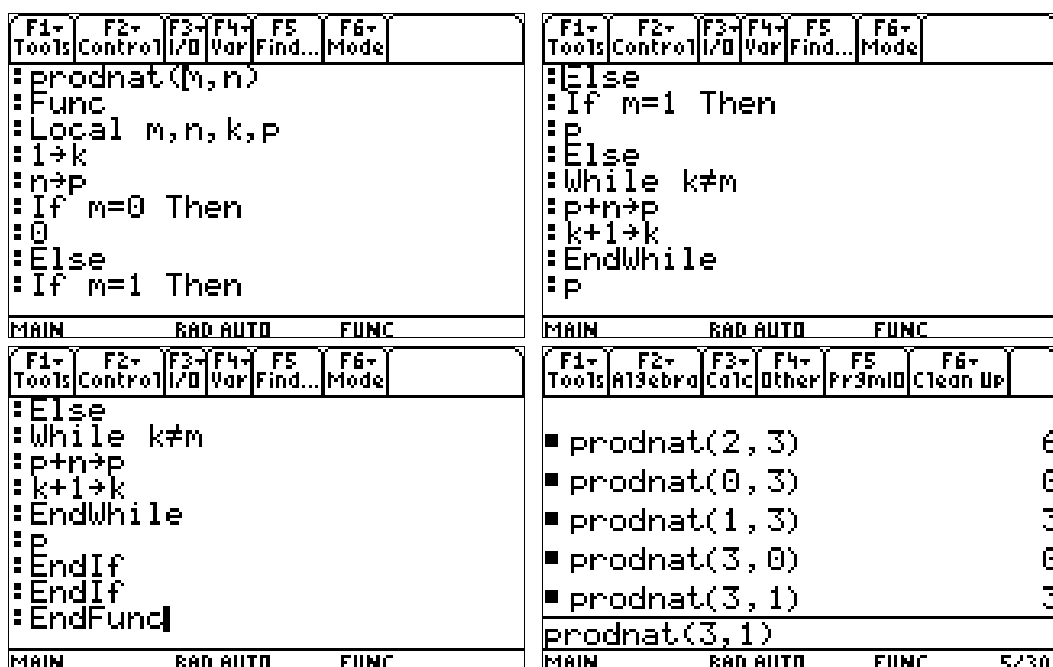 F1 F2 F3 F4 F5 F6
Tools Control I/O Var Find... Mode
:prodnat(m,n)
:Func
:Local m,n,k,p
:1→k
:n→p
:If m=0 Then
:0
:Else
:If m=1 Then
MAIN RAD AUTO FUNC
F1 F2 F3 F4 F5 F6
Tools Control I/O Var Find... Mode
:Else
:If m=1 Then
:p
:Else
:While k≠m
:p+n→p
:k+1→k
:EndWhile
:p
MAIN RAD AUTO FUNC
F1 F2 F3 F4 F5 F6
Tools Control I/O Var Find... Mode
:Else
:While k≠m
:p+n→p
:k+1→k
:EndWhile
:p
:EndIf
:EndIf
:EndFunc
MAIN RAD AUTO FUNC
F1 F2 F3 F4 F5 F6
Tools Algebra Calc Other PrgmIO Clean Up
prodnat(2,3) 6
prodnat(0,3) 0
prodnat(1,3) 3
prodnat(3,0) 0
prodnat(3,1) 3
prodnat(3,1)
MAIN RAD AUTO FUNC 5/30